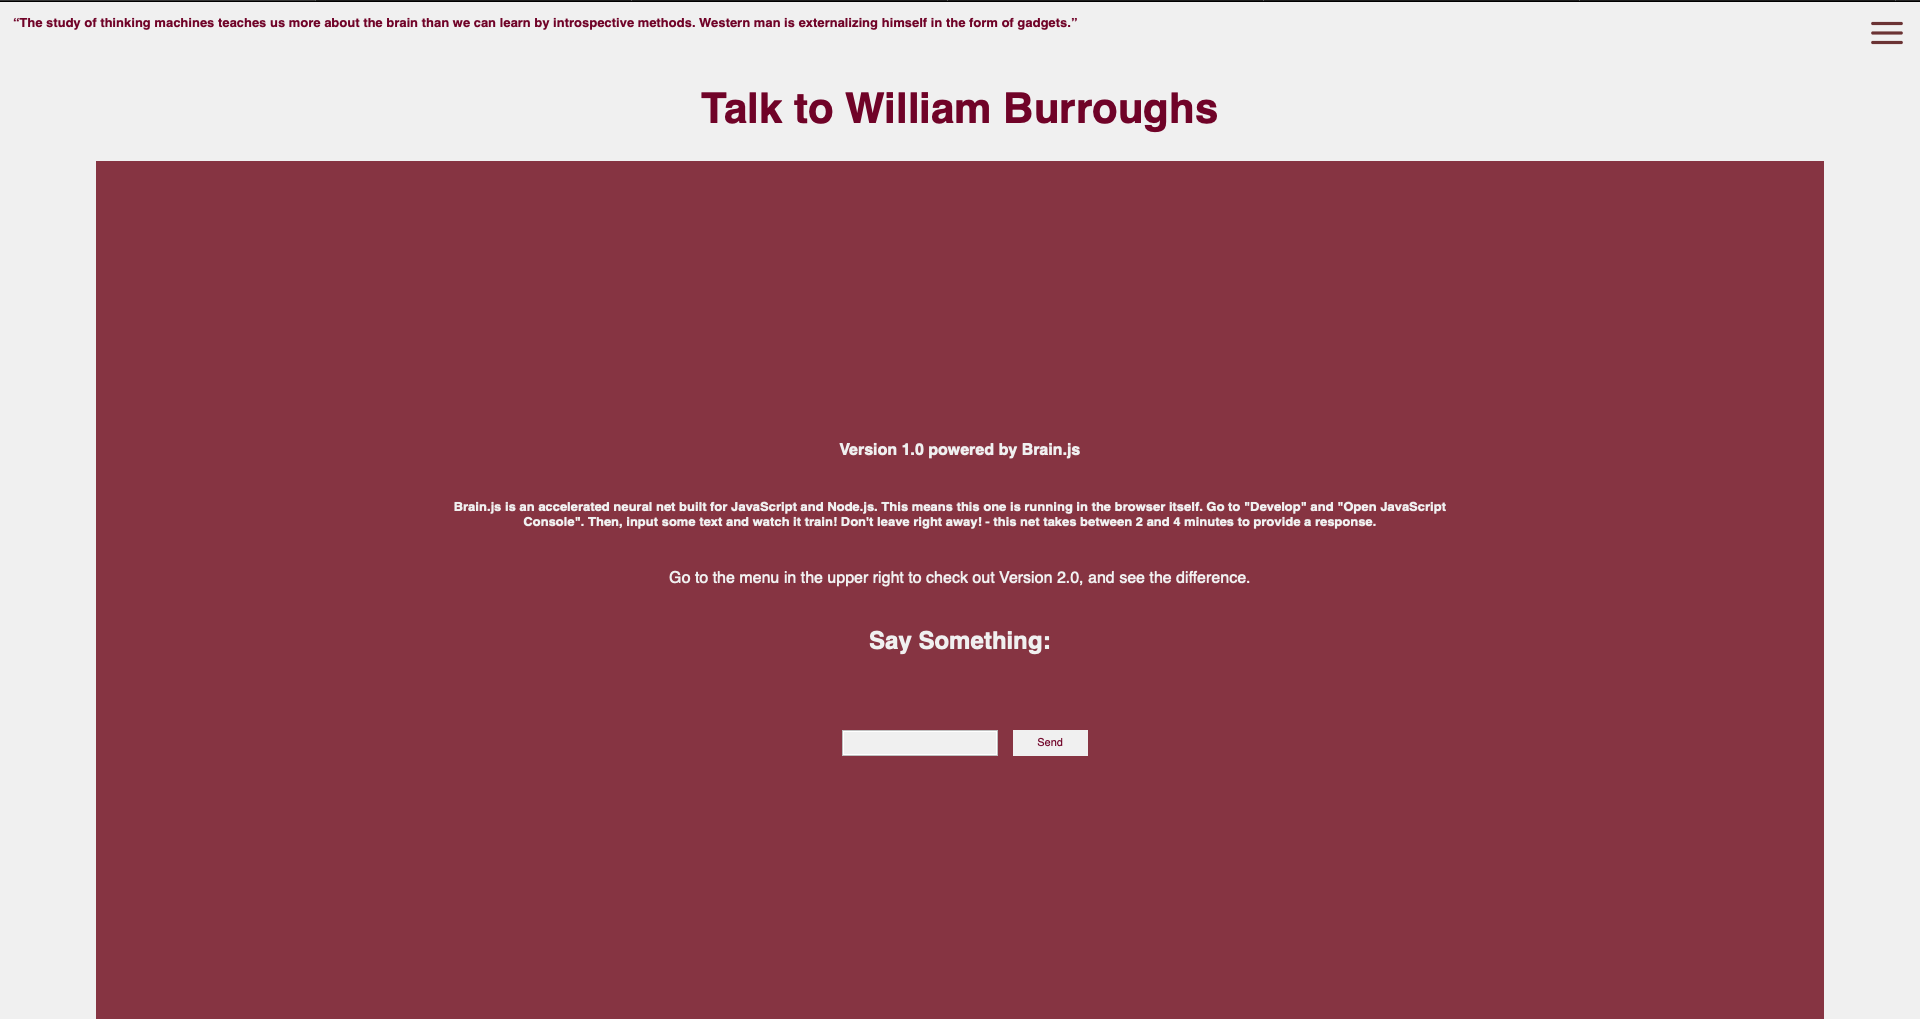 “The study of thinking machines teaches us more about the brain than we can learn by introspective methods. Western man is externalizing himself in the form of gadgets.”
Talk to William Burroughs
Version 1.0 powered by Brain.js
Brain.js is an accelerated neural net built for JavaScript and Node.js. This means this one is running in the browser itself. Go to "Develop" and "Open JavaScript
Console". Then, input some text and watch it train! Don't leave right away! - this net takes between 2 and 4 minutes to provide a response.
Go to the menu in the upper right to check out Version 2.0, and see the difference.
Say Something:
Send